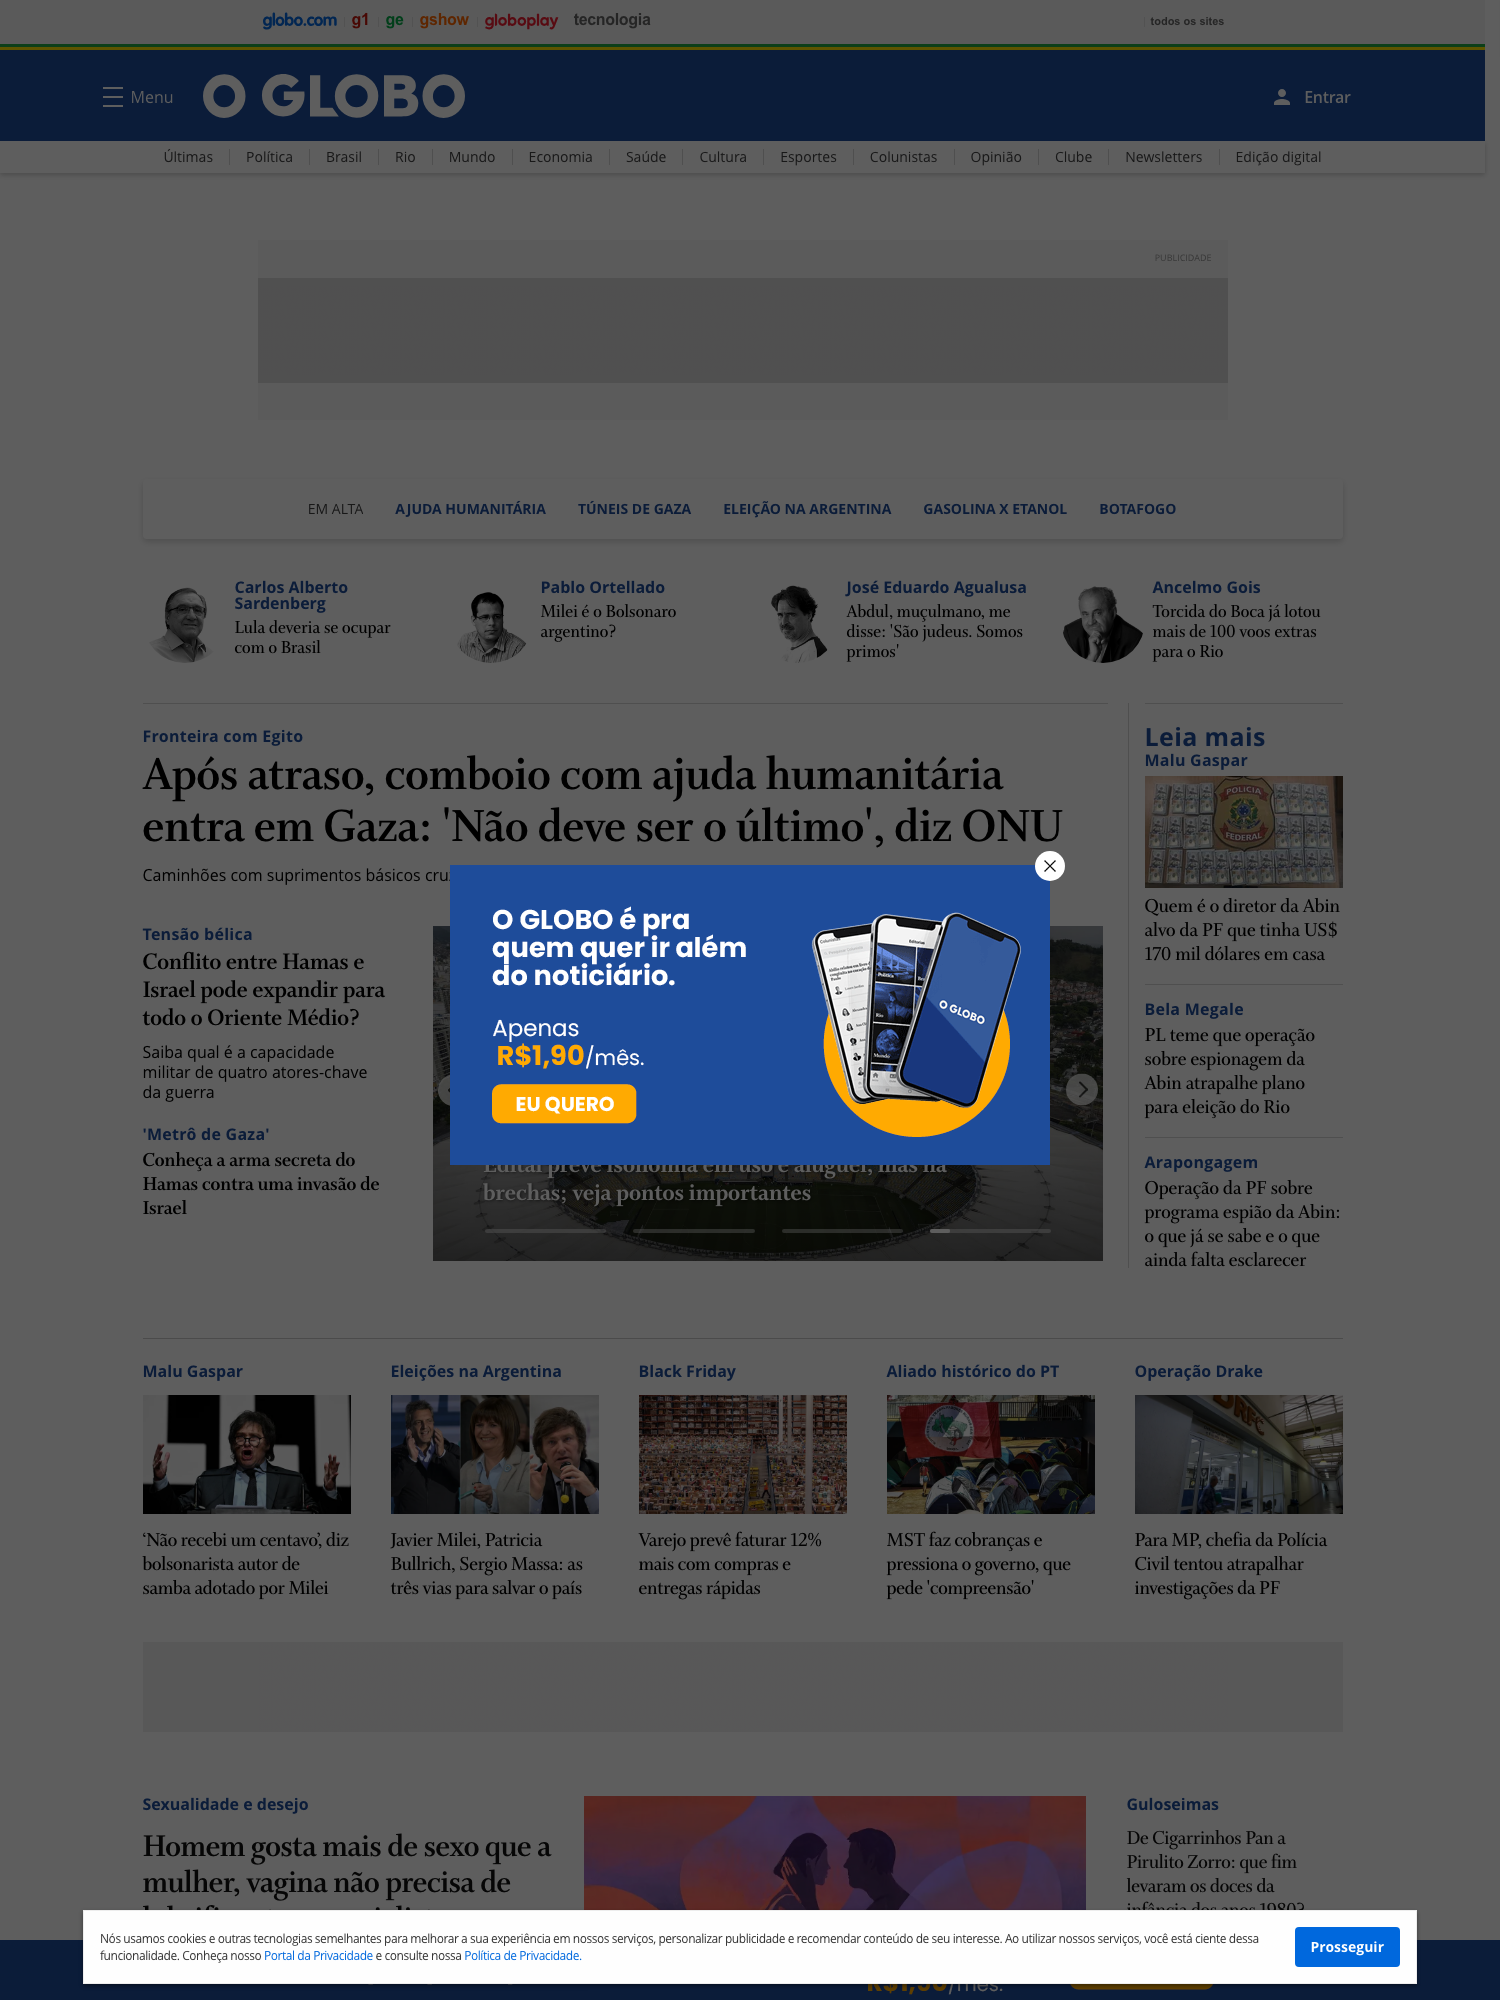 globo.com
g1
ge
gshow
globoplay
tecnologia
todos os sites
Menu
O GLOBO
Entrar
Últimas
Política
Brasil
Rio
Mundo
Economia
Saúde
Cultura
Esportes
Colunistas
Opinião
Clube
Newsletters
Edição digital
PUBLICIDADE
EM ALTA
AJUDA HUMANITÁRIA
TÚNEIS DE GAZA
ELEIÇÃO NA ARGENTINA
GASOLINA X ETANOL
BOTAFOGO
Carlos Alberto
Sardenberg
Lula deveria se ocupar
com o Brasil
Pablo Ortellado
Milei é o Bolsonaro
argentino?
José Eduardo Agualusa
Abdul, muçulmano, me
disse: 'São judeus. Somos
primos'
Ancelmo Gois
Torcida do Boca já lotou
mais de 100 voos extras
para o Rio
Fronteira com Egito
Após atraso, comboio com ajuda humanitária
entra em Gaza: 'Não deve ser o último', diz ONU
Caminhões com suprimentos básicos
Tensão bélica
Conflito entre Hamas e
Israel pode expandir para
todo o Oriente Médio?
Saiba qual é a capacidade
militar de quatro atores-chave
da guerra
'Metrô de Gaza'
Conheça a arma secreta do
Hamas contra uma invasão de
Israel
O GLOBO é pra
quem quer ir além
do noticiário.
Apenas
R$1,90/mês.
EU QUERO
Editorias
Política
Rio
Mundo
O GLOBO
Edital prevê isonomia em uso e aluguel, mas há
brechas; veja pontos importantes
Leia mais
Malu Gaspar
POLICIA
FEDERAL
Quem é o diretor da Abin
alvo da PF que tinha US$
170 mil dólares em casa
Bela Megale
PL teme que operação
sobre espionagem da
Abin atrapalhe plano
para eleição do Rio
Arapongagem
Operação da PF sobre
programa espião da Abin:
o que já se sabe e o que
ainda falta esclarecer
Malu Gaspar
‘Não recebi um centavo’, diz
bolsonarista autor de
samba adotado por Milei
Eleições na Argentina
Javier Milei, Patricia
Bullrich, Sergio Massa: as
três vias para salvar o país
Black Friday
Varejo prevê faturar 12%
mais com compras e
entregas rápidas
Aliado histórico do PT
MST faz cobranças e
pressiona o governo, que
pede 'compreensão'
Operação Drake
Para MP, chefia da Polícia
Civil tentou atrapalhar
investigações da PF
Sexualidade e desejo
Homem gosta mais de sexo que a
mulher, vagina não precisa de
Guloseimas
De Cigarrinhos Pan a
Pirulito Zorro: que fim
levaram os doces da
infância dos anos 1980?
Nós usamos cookies e outras tecnologias semelhantes para melhorar a sua experiência em nossos serviços, personalizar publicidade e recomendar conteúdo de seu interesse. Ao utilizar nossos serviços, você está ciente dessa
funcionalidade. Conheça nosso Portal da Privacidade e consulte nossa Política de Privacidade.
Prosseguir
R$1,90/mês.